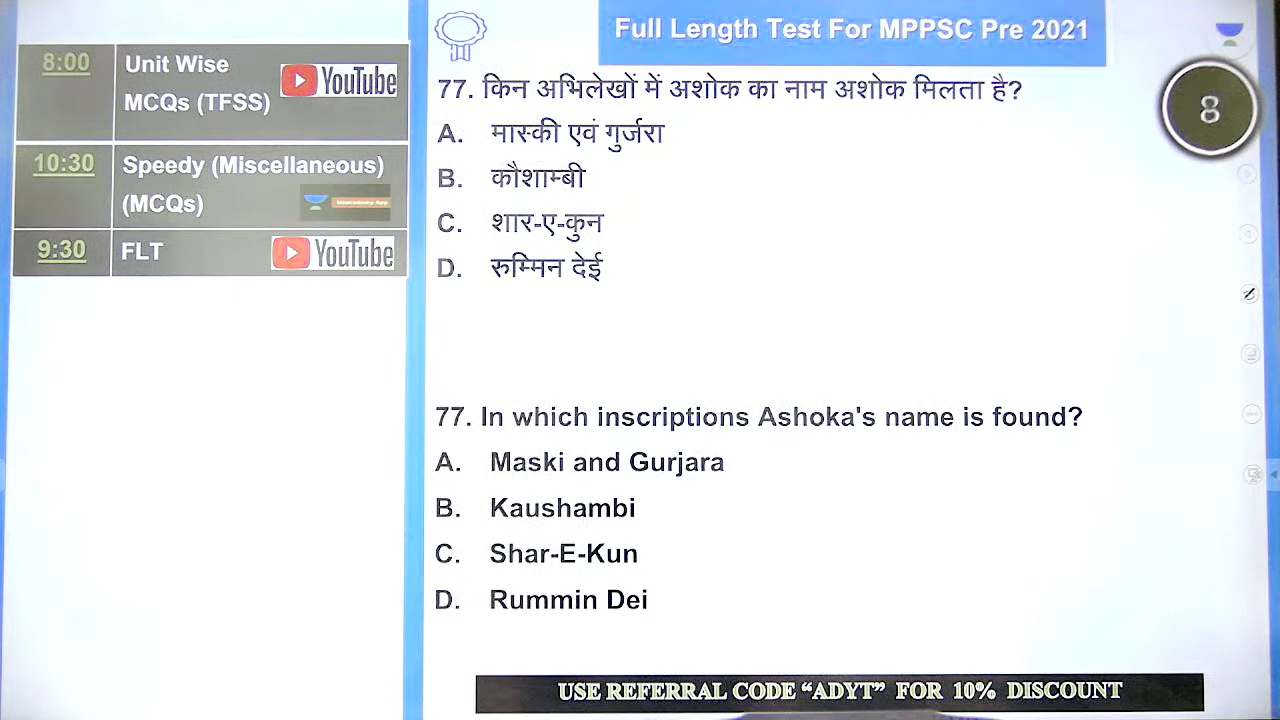 Full Length Test For MPPSC Pre 2021
8:00
Unit Wise
MCQs (TFSS)
YouTube
10:30
Speedy (Miscellaneous)
(MCQs)
Unacademy App
9:30
FLT
YouTube
8
77. किन अभिलेखों में अशोक का नाम अशोक मिलता है?
A. मास्की एवं गुर्जरा
B. कौशाम्बी
C. शार-ए-कुन
D. रुम्मिन देई
77. In which inscriptions Ashoka's name is found?
A. Maski and Gurjara
B. Kaushambi
C. Shar-E-Kun
D. Rummin Dei
USE REFERRAL CODE “ADYT” FOR 10% DISCOUNT